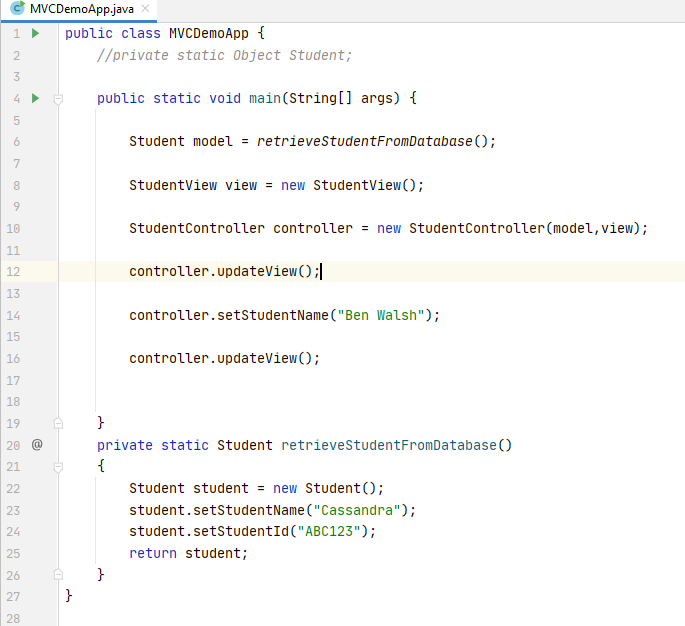 MVCDemoApp.java
1 public class MVCDemoApp {
2 //private static Object Student;
3
4 public static void main(String[] args) {
5
6 Student model = retrieveStudentFromDatabase();
7
8 StudentView view = new StudentView();
9
10 StudentController controller = new StudentController(model,view);
11
12 controller.updateView();
13
14 controller.setStudentName("Ben Walsh");
15
16 controller.updateView();
17
18
19 }
20 @ private static Student retrieveStudentFromDatabase()
21 {
22 Student student = new Student();
23 student.setStudentName("Cassandra");
24 student.setStudentId("ABC123");
25 return student;
26 }
27 }
28